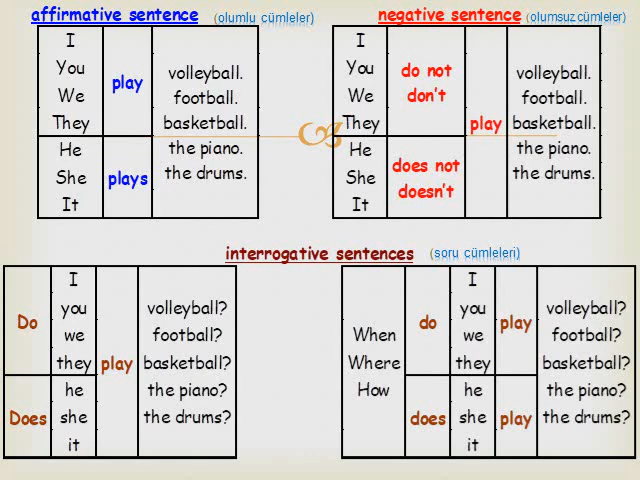 affirmative sentence (olumlu cümleler)
I
You
We
They
play
He
She
It
plays
volleyball.
football.
basketball.
the piano.
the drums.
negative sentence (olumsuz cümleler)
I
You
We
They
do not
don't
He
She
It
does not
doesn't
play
volleyball.
football.
basketball.
the piano.
the drums.
interrogative sentences (soru cümleleri)
Do
I
you
we
they
Does
he
she
it
play
volleyball?
football?
basketball?
the piano?
the drums?
When
Where
How
do
I
you
we
they
play
does
he
she
it
play
volleyball?
football?
basketball?
the piano?
the drums?